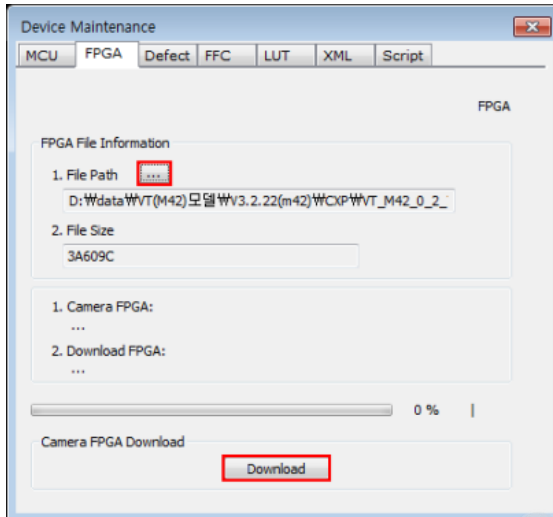 Device Maintenance
MCU FPGA Defect FFC LUT XML Script
FPGA
FPGA File Information
1. File Path ...
D:₩data₩VT(M42)모델₩V3.2.22(m42)₩CXP₩VT_M42_0_2_
2. File Size
3A609C
1. Camera FPGA:
...
2. Download FPGA:
...
0 % |
Camera FPGA Download
Download